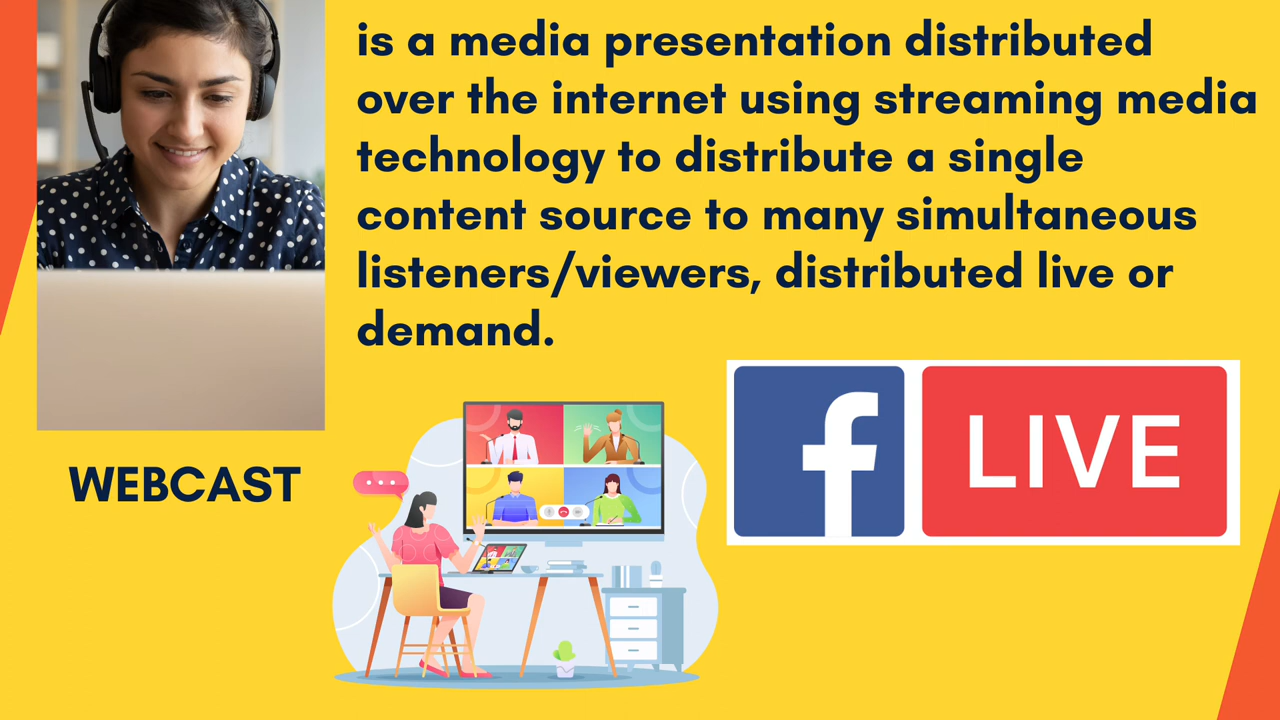 is a media presentation distributed
over the internet using streaming media
technology to distribute a single
content source to many simultaneous
listeners/viewers, distributed live or
demand.
WEBCAST
f LIVE